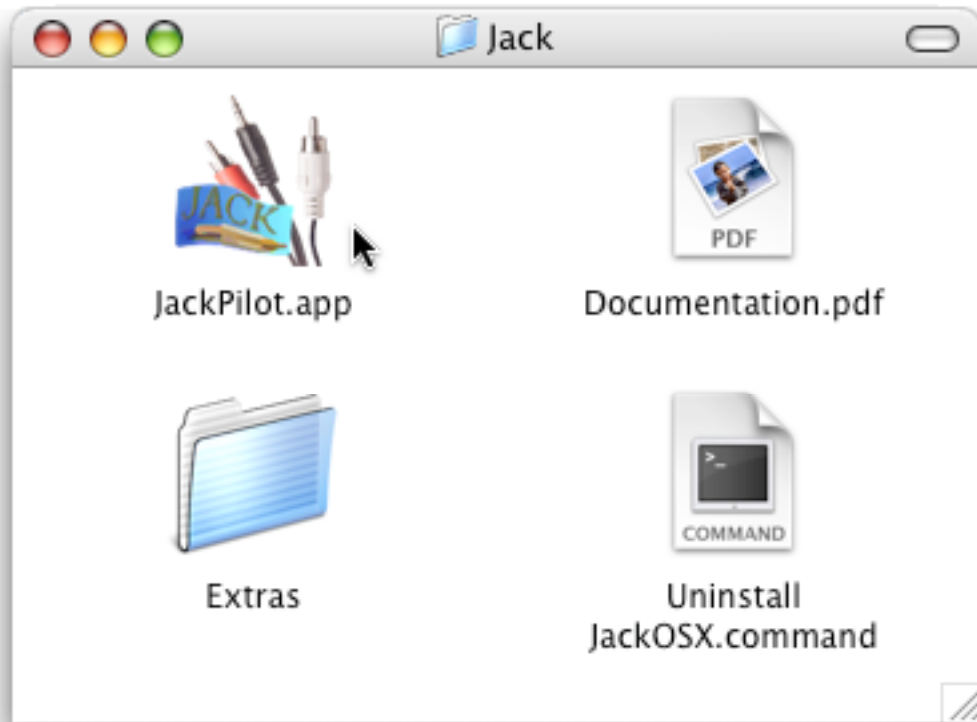 Jack
JACK
JackPilot.app
PDF
Documentation.pdf
Extras
>_
COMMAND
Uninstall
JackOSX.command